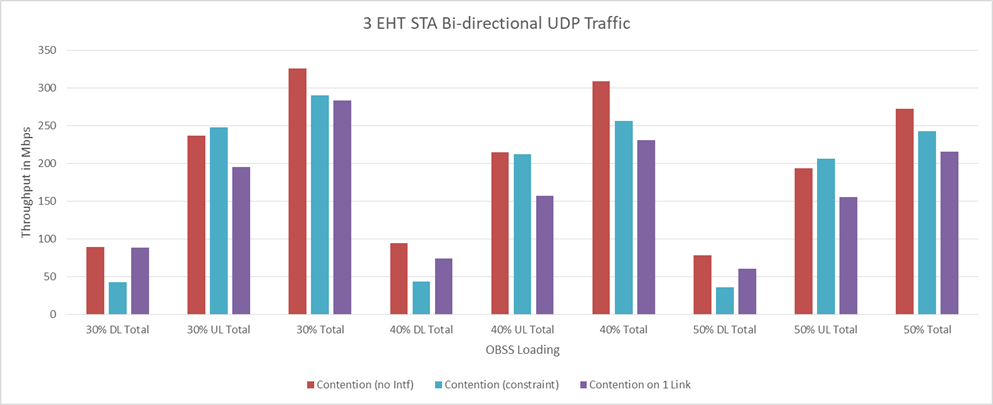 3 EHT STA Bi-directional UDP Traffic
Throughput in Mbps
350
300
250
200
150
100
50
0
30% DL Total 30% UL Total 30% Total 40% DL Total 40% UL Total 40% Total 50% DL Total 50% UL Total 50% Total
OBSS Loading
Contention (no Intf) Contention (constraint) Contention on 1 Link